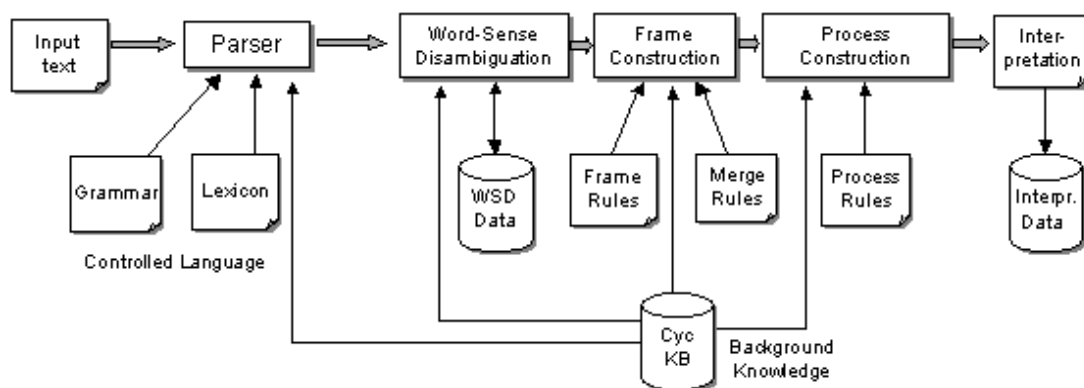 Input
text
Parser
Word-Sense
Disambiguation
Frame
Construction
Process
Construction
Inter-
pretation
Grammar
Lexicon
WSD
Data
Frame
Rules
Merge
Rules
Process
Rules
Interpr.
Data
Controlled Language
Cyc
KB
Background
Knowledge